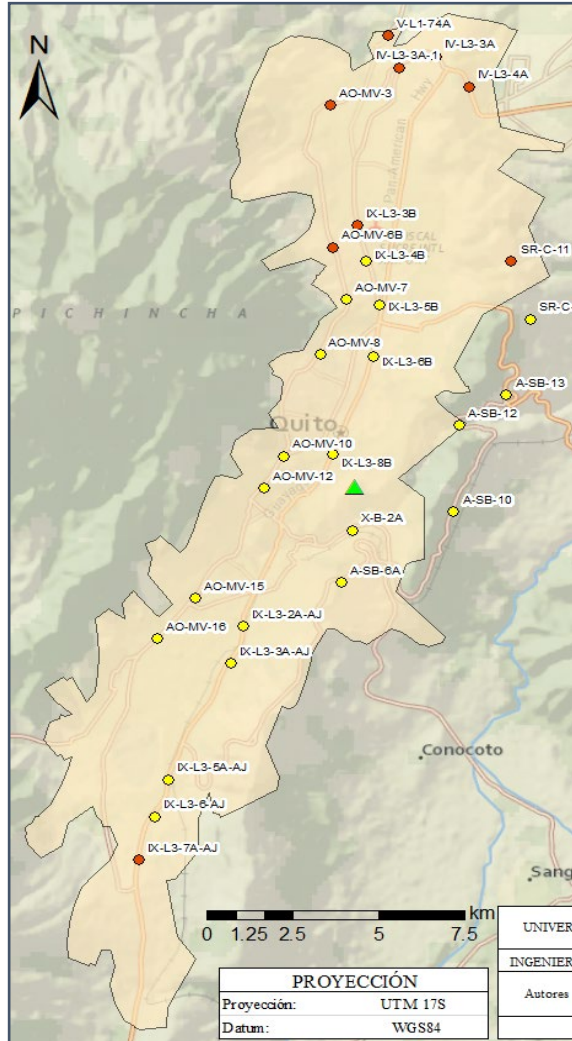 N
V-L1-74A
IV-L3-3A
IV-L3-3A-1
IV-L3-4A
AO-MV-3
Hwy
Pan American
IX-L3-3B
AO-MV-6B
IX-L3-4B
SR-C-11
AO-MV-7
IX-L3-5B
SR-C-
PICHINCHA
AO-MV-8
IX-L3-6B
A-SB-13
Quito
A-SB-12
AO-MV-10
IX-L3-8B
AO-MV-12
A-SB-10
X-B-2A
A-SB-6A
AO-MV-15
IX-L3-2A-AJ
AO-MV-16
IX-L3-3A-AJ
Conocoto
IX-L3-5A-AJ
IX-L3-6-AJ
IX-L3-7A-AJ
Sang
km
0 1.25 2.5 5 7.5
UNIVER
INGENIER
PROYECCIÓN
Autores
Proyección: UTM 17S
Datum: WGS84